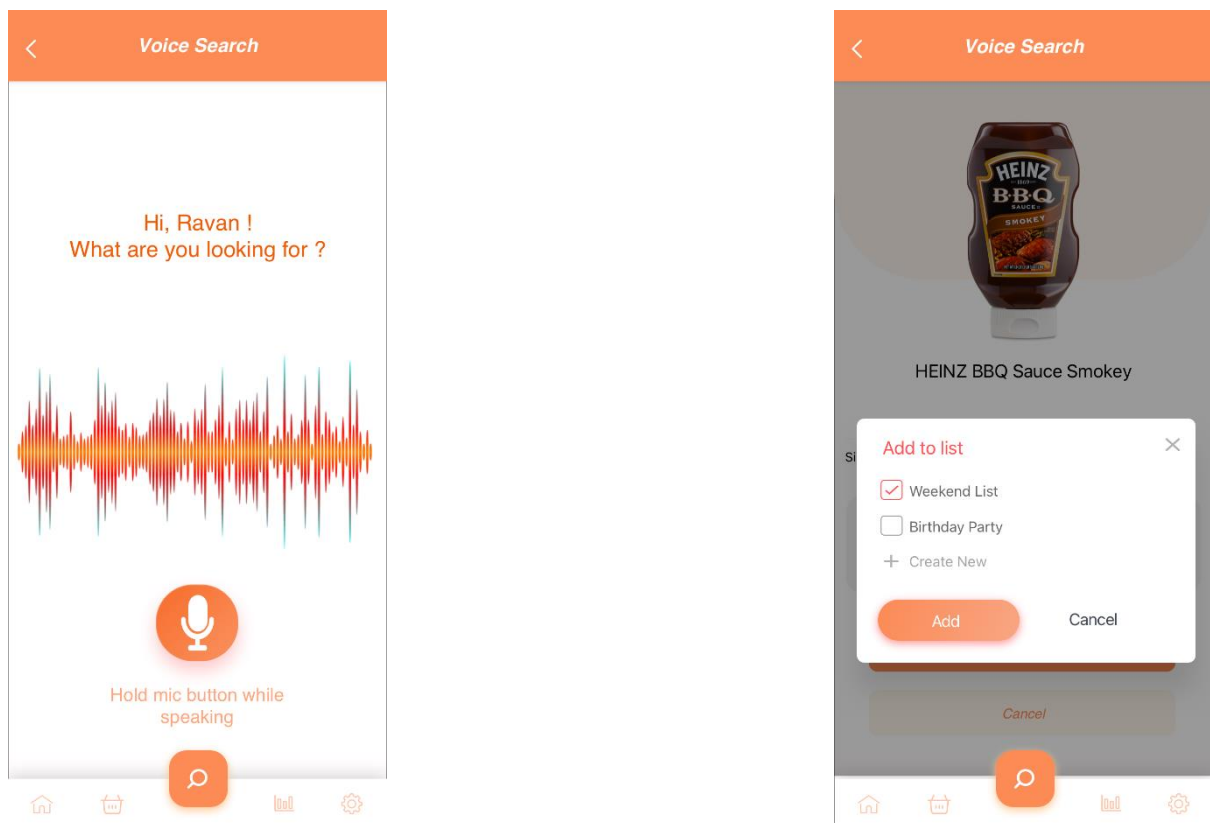 Voice Search
Hi, Ravan !
What are you looking for ?
Hold mic button while
speaking
Voice Search
HEINZ
B·B·Q
SAUCE
SMOKEY
HEINZ BBQ Sauce Smokey
Si
Add to list
Weekend List
Birthday Party
Create New
Add
Cancel
Cancel